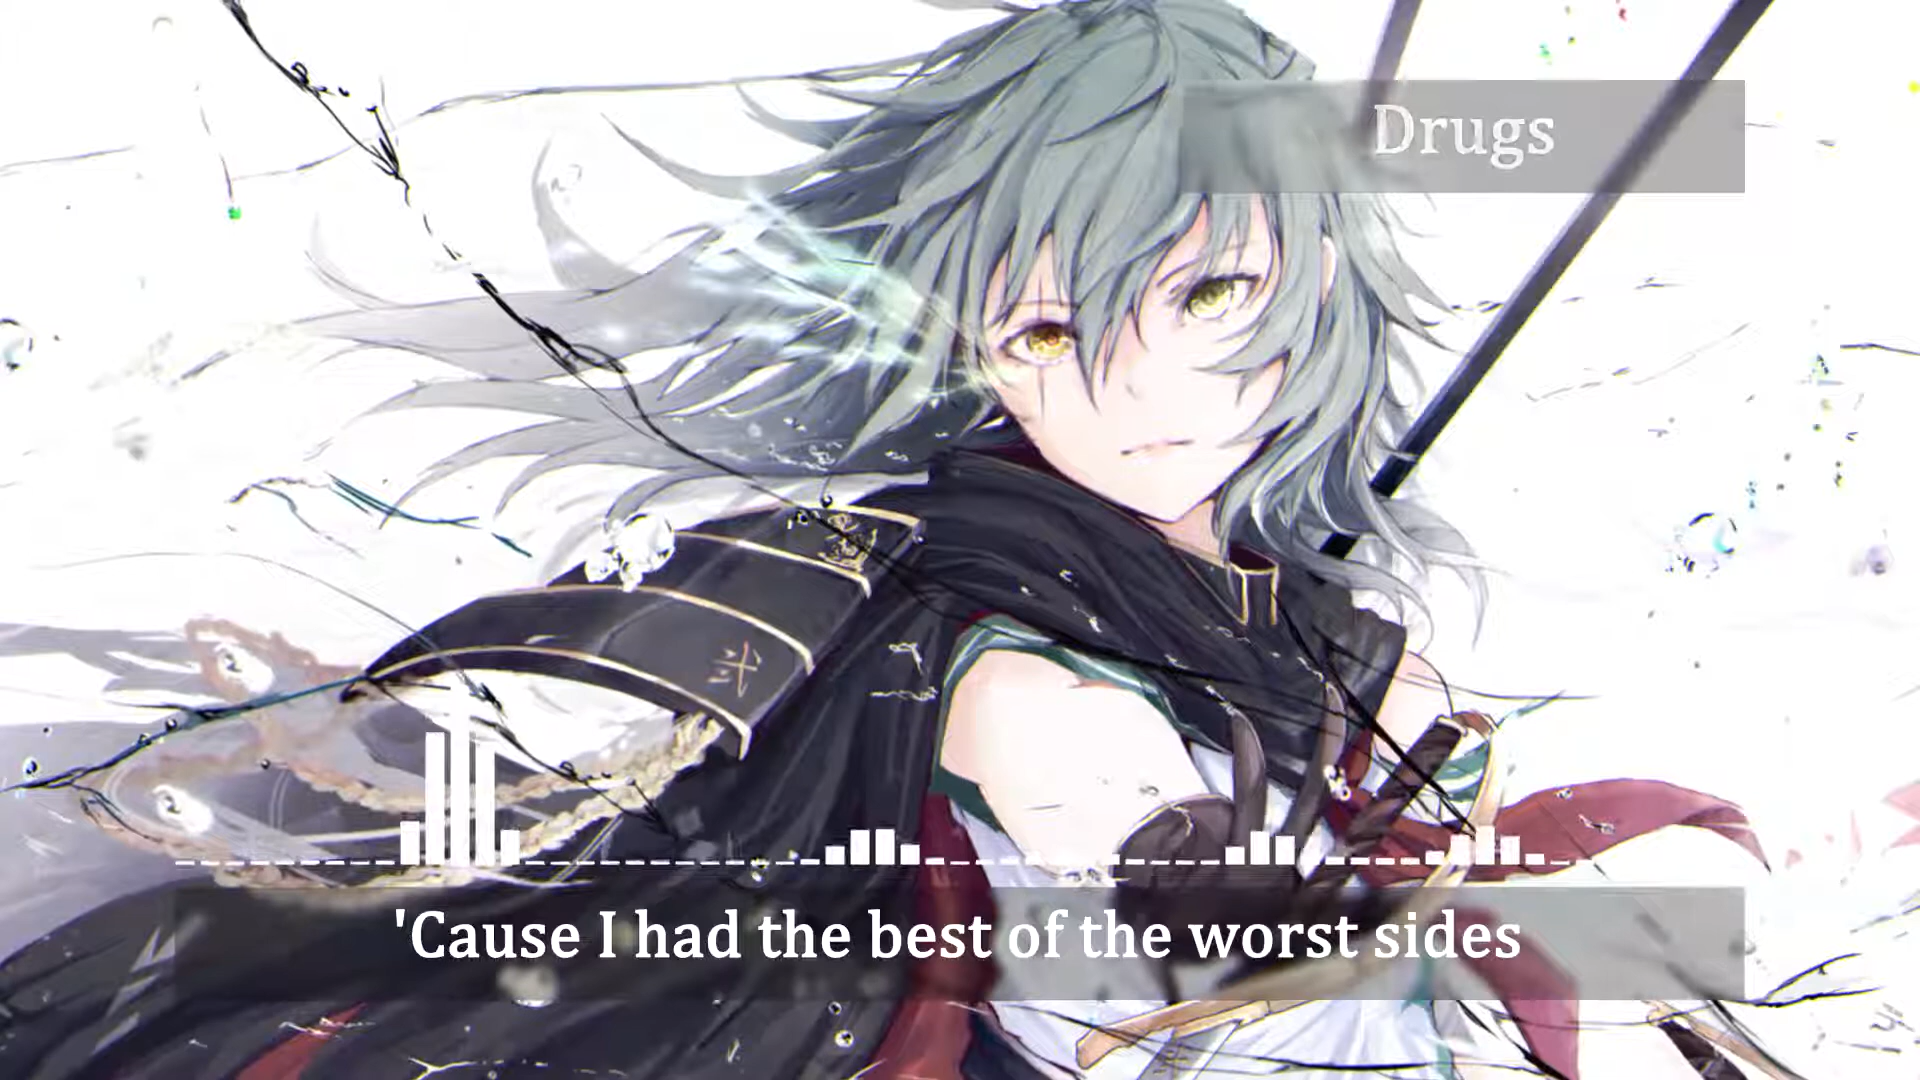 Drugs
'Cause I had the best of the worst sides